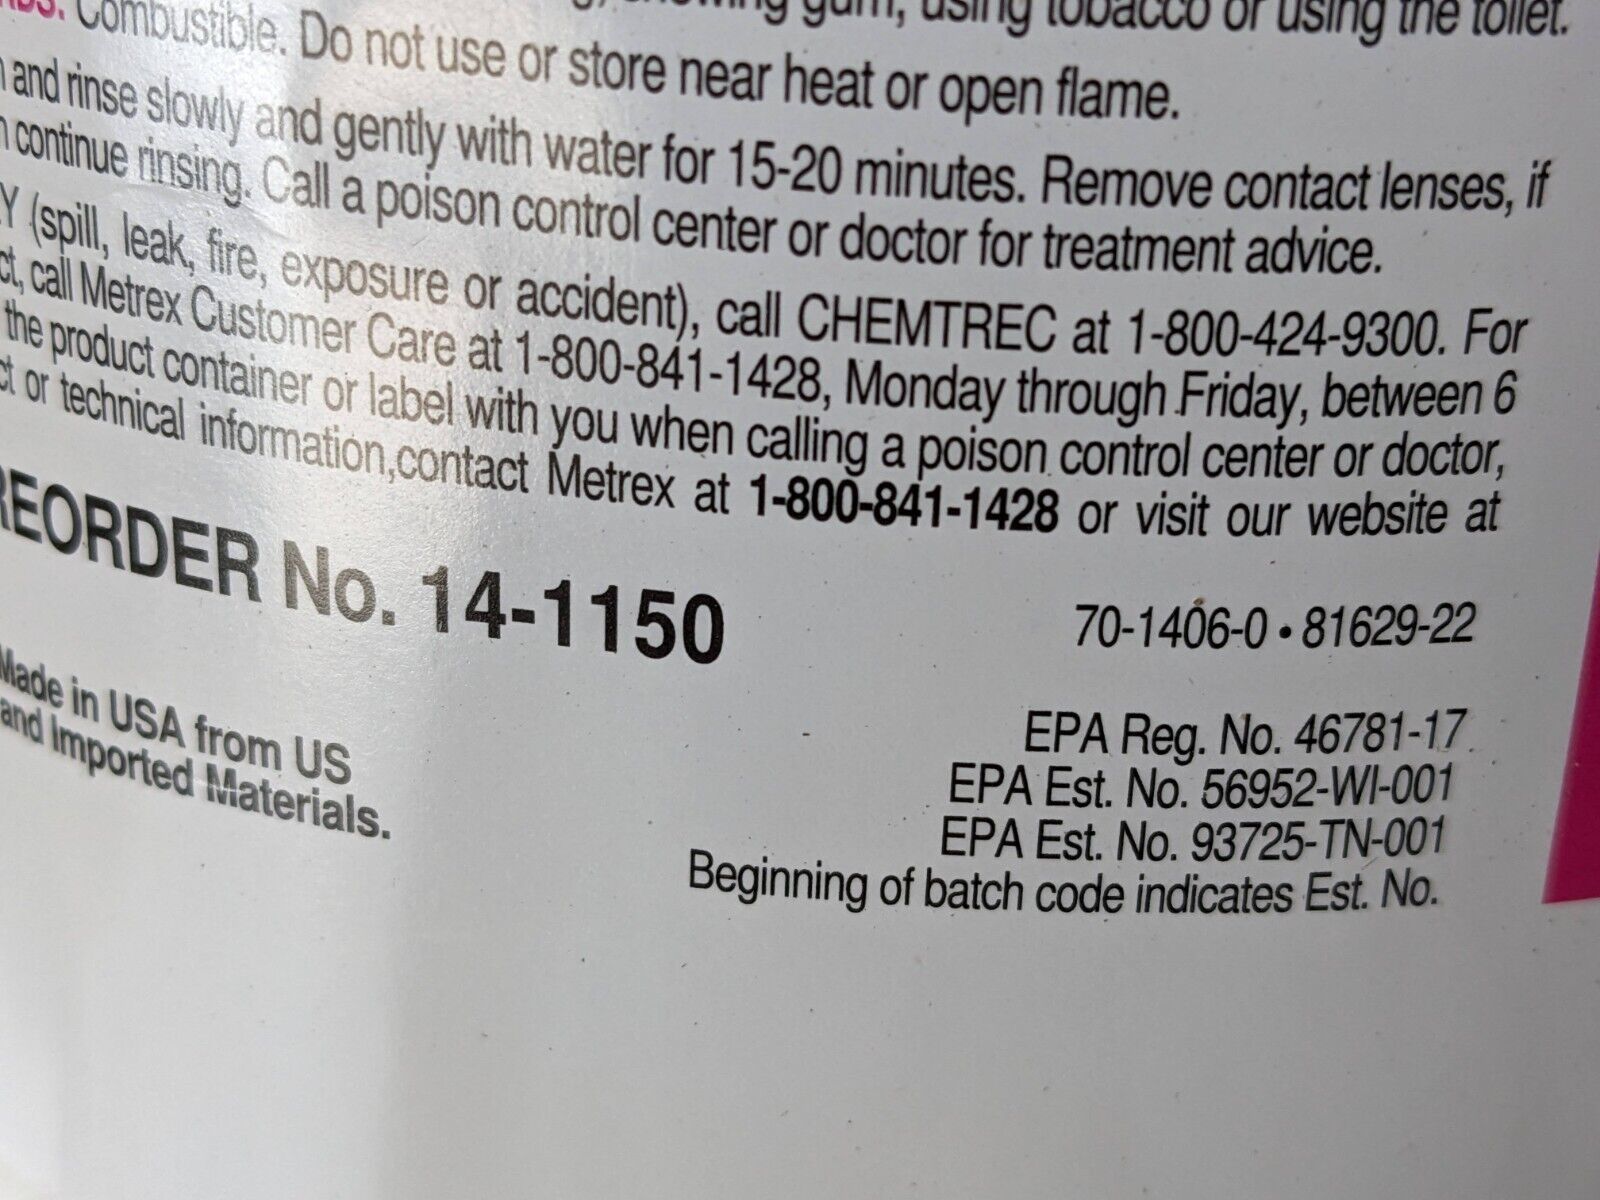 Combustible. Do not use or store near heat or open flame.
gum, using tobacco or using the toilet.
and rinse slowly and gently with water for 15-20 minutes. Remove contact lenses, if
continue rinsing. Call a poison control center or doctor for treatment advice.
(spill, leak, fire, exposure or accident), call CHEMTREC at 1-800-424-9300. For
call Metrex Customer Care at 1-800-841-1428, Monday through Friday, between 6
the product container or label with you when calling a poison control center or doctor,
or technical information,contact Metrex at 1-800-841-1428 or visit our website at
REORDER No. 14-1150
70-1406-0 • 81629-22
Made in USA from US
and Imported Materials.
EPA Reg. No. 46781-17
EPA Est. No. 56952-WI-001
EPA Est. No. 93725-TN-001
Beginning of batch code indicates Est. No.